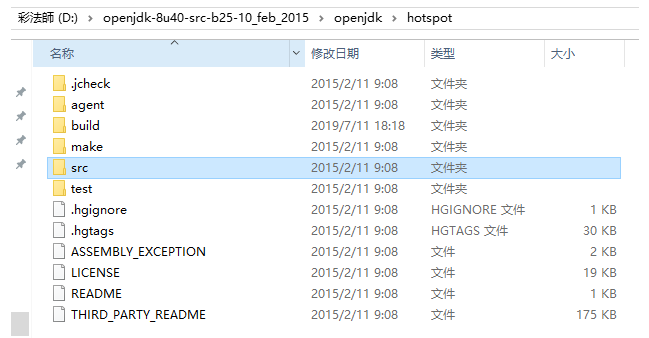 彩法師 (D:) › openjdk-8u40-src-b25-10_feb_2015 › openjdk › hotspot
名称 修改日期 类型 大小
.jcheck 2015/2/11 9:08 文件夹
agent 2015/2/11 9:08 文件夹
build 2019/7/11 18:18 文件夹
make 2015/2/11 9:08 文件夹
src 2015/2/11 9:08 文件夹
test 2015/2/11 9:08 文件夹
.hgignore 2015/2/11 9:08 HGIGNORE 文件 1 KB
.hgtags 2015/2/11 9:08 HGTAGS 文件 30 KB
ASSEMBLY_EXCEPTION 2015/2/11 9:08 文件 2 KB
LICENSE 2015/2/11 9:08 文件 19 KB
README 2015/2/11 9:08 文件 1 KB
THIRD_PARTY_README 2015/2/11 9:08 文件 175 KB